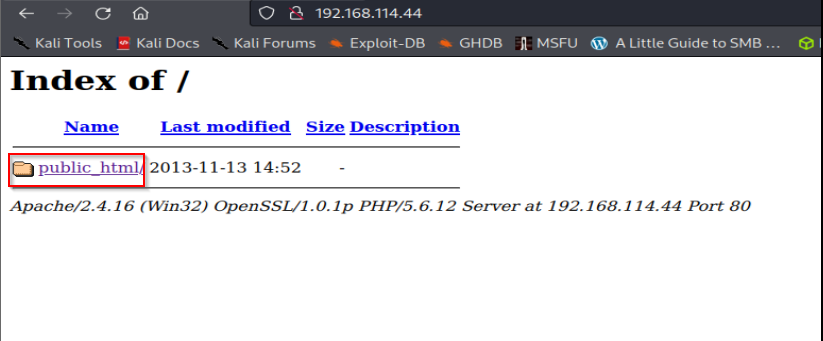 192.168.114.44
Kali Tools Kali Docs Kali Forums Exploit-DB GHDB MSFU A Little Guide to SMB ...
Index of /
Name Last modified Size Description
public_html/ 2013-11-13 14:52 -
Apache/2.4.16 (Win32) OpenSSL/1.0.1p PHP/5.6.12 Server at 192.168.114.44 Port 80